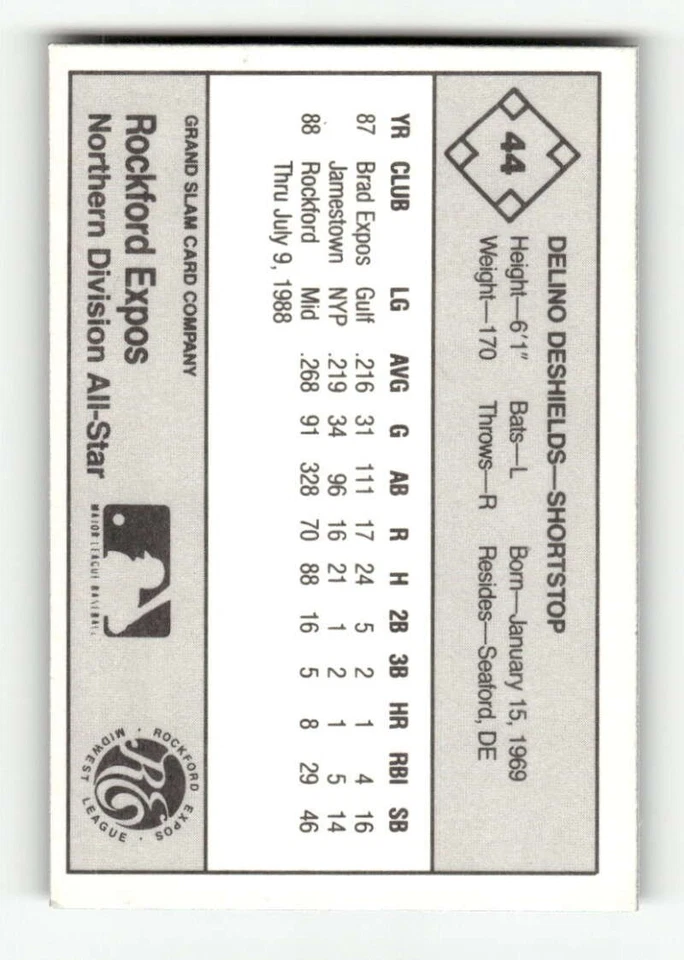 44
DELINO DESHIELDS—SHORTSTOP
Height—6'1" Bats—L Born—January 15, 1969
Weight—170 Throws—R Resides—Seaford, DE
YR CLUB LG AVG G AB R H 2B 3B HR RBI SB
87 Brad Expos Gulf .216 31 111 17 24 5 2 1 4 16
Jamestown NYP .219 34 96 16 21 1 2 1 5 14
88 Rockford Mid .268 91 328 70 88 16 5 8 29 46
Thru July 9, 1988
GRAND SLAM CARD COMPANY
Rockford Expos
Northern Division All-Star
MAJOR LEAGUE BASEBALL
· ROCKFORD EXPOS ·
RE
MIDWEST LEAGUE